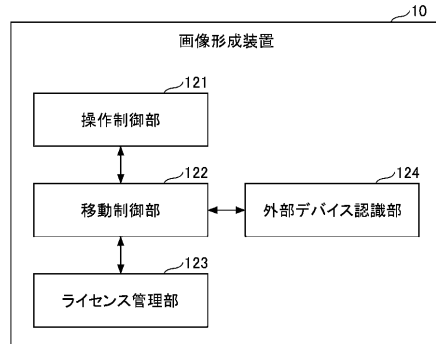 10
画像形成装置
121
操作制御部
122
移動制御部
124
外部デバイス認識部
123
ライセンス管理部